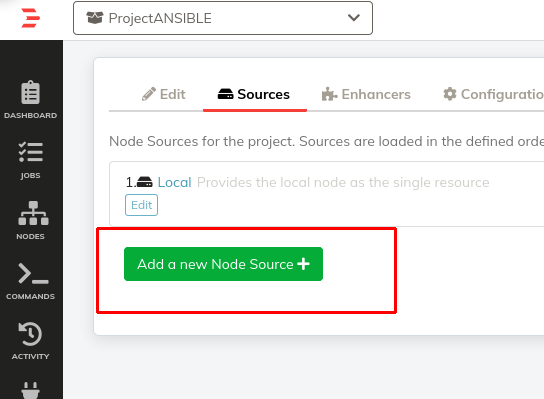 ProjectANSIBLE
DASHBOARD
JOBS
NODES
COMMANDS
ACTIVITY
Edit Sources Enhancers Configuratio
Node Sources for the project. Sources are loaded in the defined orde
1. Local Provides the local node as the single resource
Edit
Add a new Node Source +